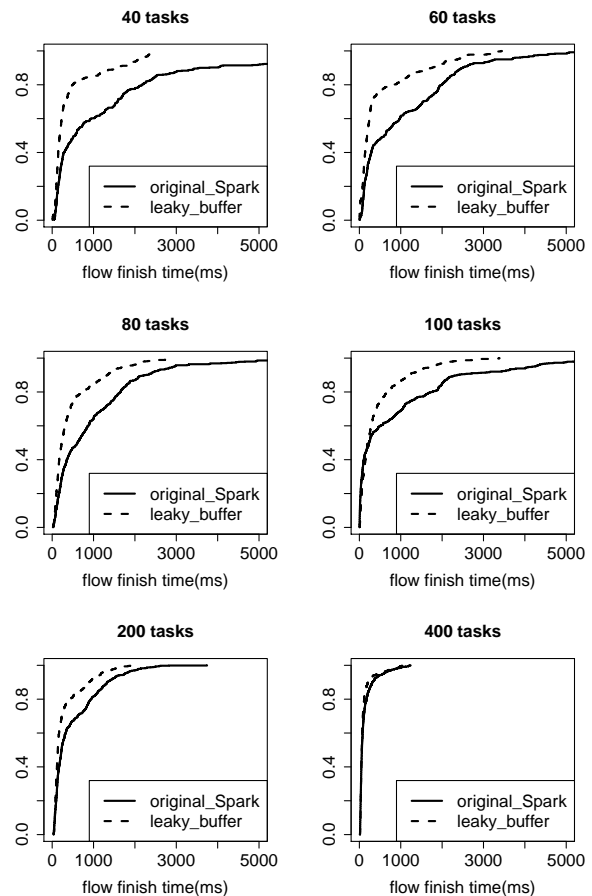 40 tasks
0.0 0.4 0.8
original_Spark
leaky_buffer
0 1000 3000 5000
flow finish time(ms)
60 tasks
0.0 0.4 0.8
original_Spark
leaky_buffer
0 1000 3000 5000
flow finish time(ms)
80 tasks
0.0 0.4 0.8
original_Spark
leaky_buffer
0 1000 3000 5000
flow finish time(ms)
100 tasks
0.0 0.4 0.8
original_Spark
leaky_buffer
0 1000 3000 5000
flow finish time(ms)
200 tasks
0.0 0.4 0.8
original_Spark
leaky_buffer
0 1000 3000 5000
flow finish time(ms)
400 tasks
0.0 0.4 0.8
original_Spark
leaky_buffer
0 1000 3000 5000
flow finish time(ms)